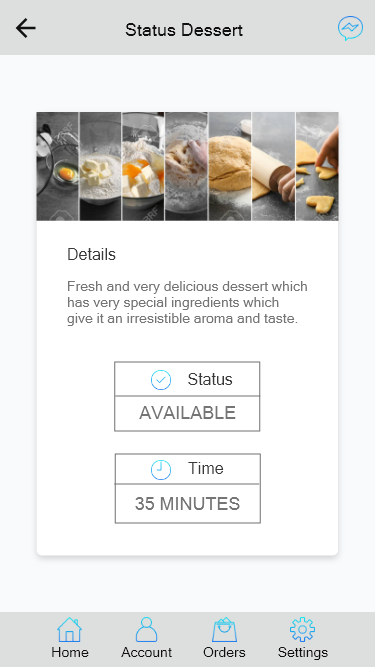 Status Dessert
Details
Fresh and very delicious dessert which
has very special ingredients which
give it an irresistible aroma and taste.
Status
AVAILABLE
Time
35 MINUTES
Home Account Orders Settings